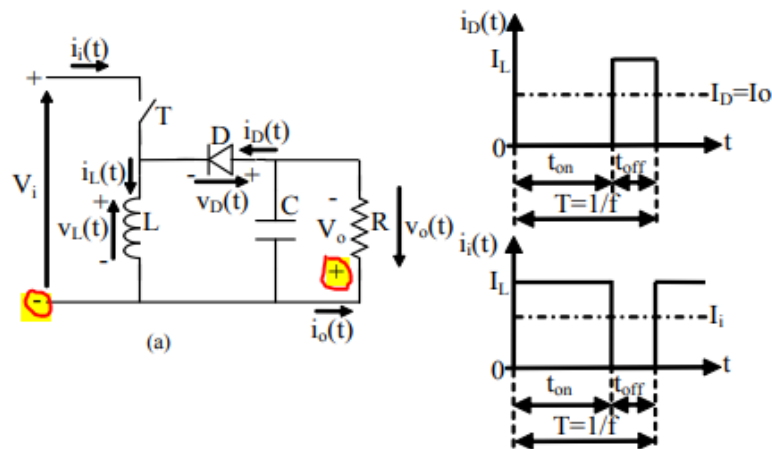 i_i(t)
+
T
D
i_D(t)
i_L(t)
- v_D(t) +
V_i
+
v_L(t)
L
-
C
-
V_o
R
v_o(t)
+
-
(a)
i_o(t)
i_D(t)
I_L
I_D=Io
0
t
t_on
t_off
T=1/f
i_i(t)
I_L
I_i
0
t
t_on
t_off
T=1/f